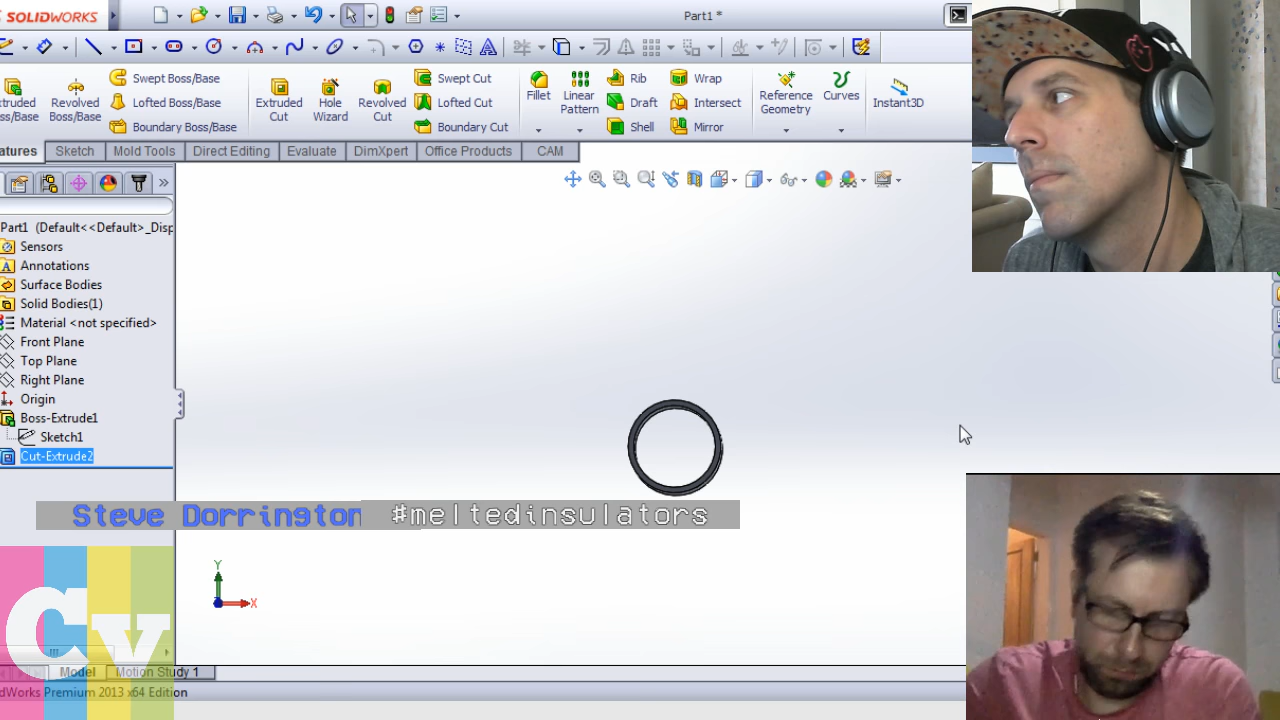 SOLIDWORKS
Part1 *
Swept Boss/Base
Lofted Boss/Base
Boundary Boss/Base
truded
ss/Base
Revolved
Boss/Base
Extruded
Cut
Hole
Wizard
Revolved
Cut
Swept Cut
Lofted Cut
Boundary Cut
Fillet
Linear
Pattern
Rib
Draft
Shell
Wrap
Intersect
Mirror
Reference
Geometry
Curves
Instant3D
atures
Sketch
Mold Tools
Direct Editing
Evaluate
DimXpert
Office Products
CAM
Part1 (Default<<Default>_Disp
Sensors
Annotations
Surface Bodies
Solid Bodies(1)
Material <not specified>
Front Plane
Top Plane
Right Plane
Origin
Boss-Extrude1
Sketch1
Cut-Extrude2
Steve Dorrington #meltedinsulators
Y
X
Cv
Model
Motion Study 1
dWorks Premium 2013 x64 Edition